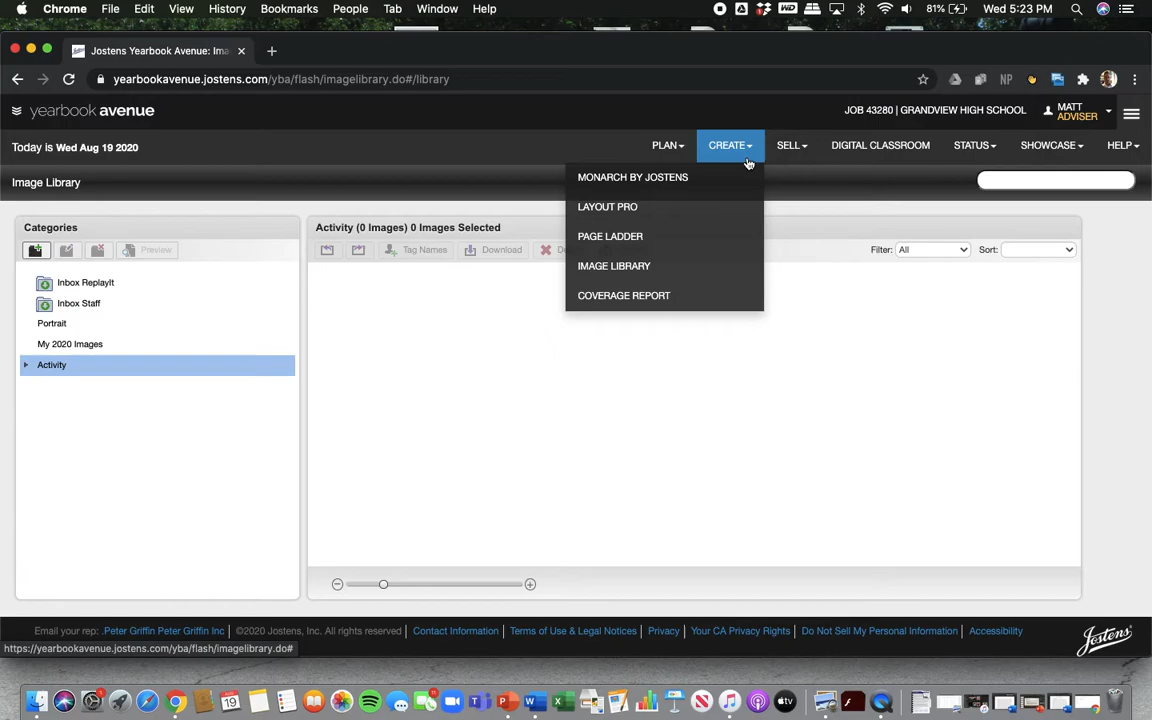 Chrome File Edit View History Bookmarks People Tab Window Help 81% Wed 5:23 PM
Jostens Yearbook Avenue: Ima
yearbookavenue.jostens.com/yba/flash/imagelibrary.do#/library NP
yearbook avenue JOB 43280 | GRANDVIEW HIGH SCHOOL MATT
ADVISER
Today is Wed Aug 19 2020 PLAN CREATE SELL DIGITAL CLASSROOM STATUS SHOWCASE HELP
MONARCH BY JOSTENS
Image Library
LAYOUT PRO
PAGE LADDER
IMAGE LIBRARY
COVERAGE REPORT
Categories
Preview
Inbox ReplayIt
Inbox Staff
Portrait
My 2020 Images
Activity
Activity (0 Images) 0 Images Selected
Tag Names Download De Filter: All Sort:
Email your rep: .Peter Griffin Peter Griffin Inc | ©2020 Jostens, Inc. All rights reserved | Contact Information | Terms of Use & Legal Notices | Privacy | Your CA Privacy Rights | Do Not Sell My Personal Information | Accessibility
Jostens
https://yearbookavenue.jostens.com/yba/flash/imagelibrary.do#